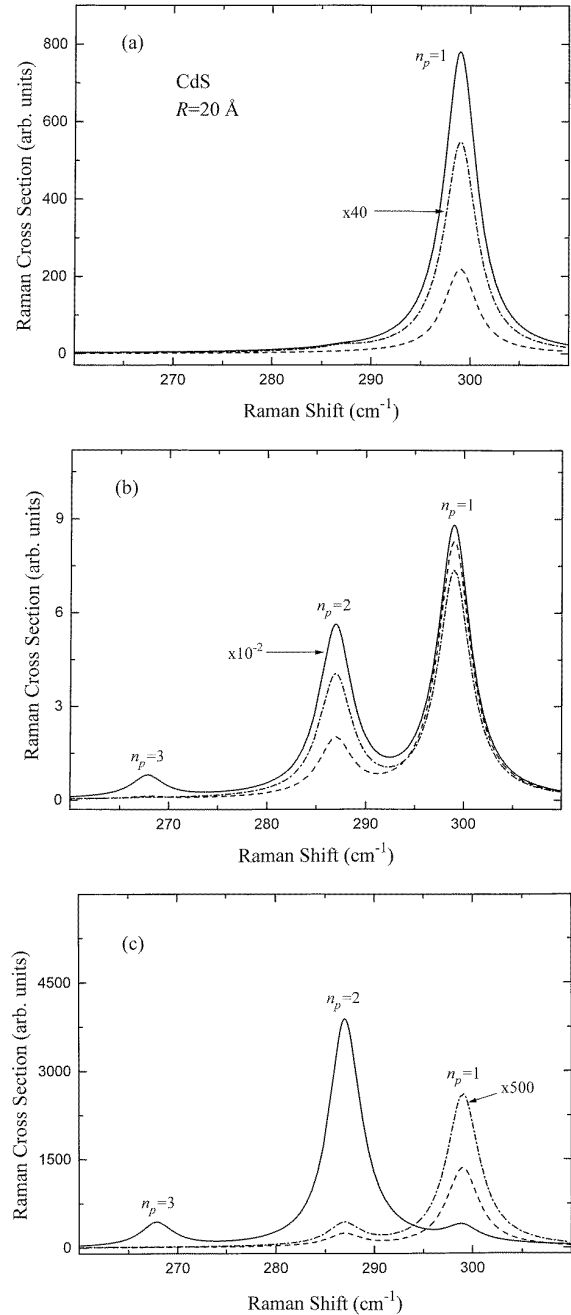 (a)
n_p=1
CdS
R=20 Å
x40
800
600
400
200
0
270
280
290
300
Raman Cross Section (arb. units)
Raman Shift (cm⁻¹)
(b)
n_p=1
n_p=2
x10⁻²
n_p=3
9
6
3
0
270
280
290
300
Raman Cross Section (arb. units)
Raman Shift (cm⁻¹)
(c)
n_p=2
n_p=1
x500
n_p=3
4500
3000
1500
0
270
280
290
300
Raman Cross Section (arb. units)
Raman Shift (cm⁻¹)